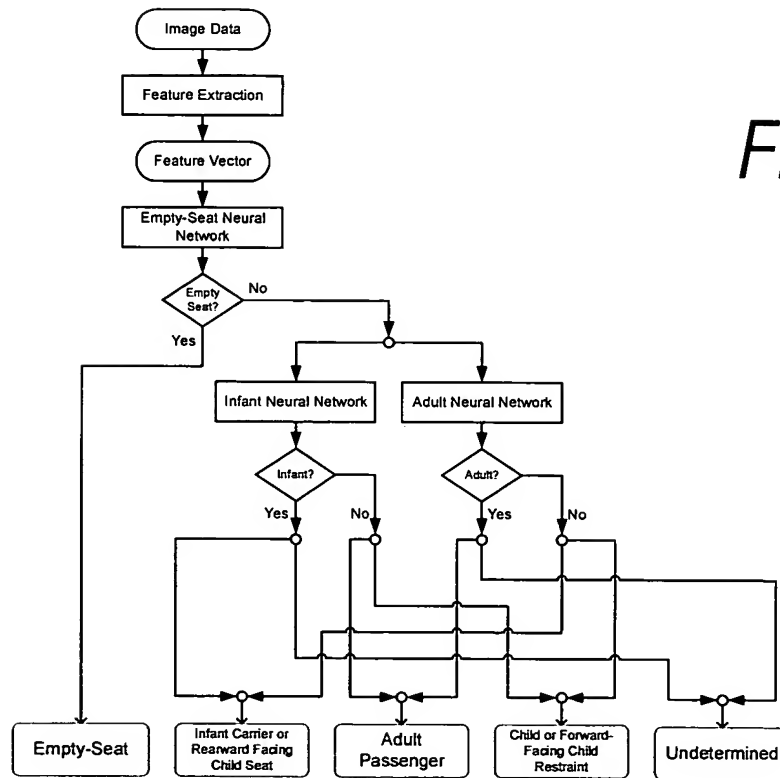 Image Data
Feature Extraction
Feature Vector
Empty-Seat Neural
Network
Empty
Seat?
No
Yes
Infant Neural Network
Adult Neural Network
Infant?
Adult?
Yes
No
Yes
No
Empty-Seat
Infant Carrier or
Rearward Facing
Child Seat
Adult
Passenger
Child or Forward-
Facing Child
Restraint
Undetermined